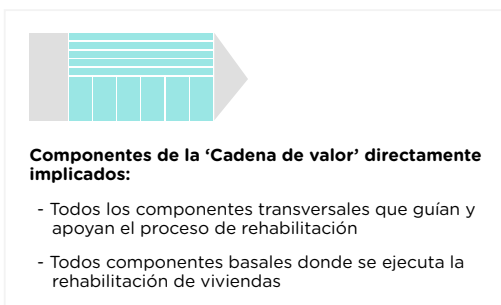 Componentes de la ‘Cadena de valor’ directamente
implicados:
- Todos los componentes transversales que guían y
apoyan el proceso de rehabilitación
- Todos componentes basales donde se ejecuta la
rehabilitación de viviendas